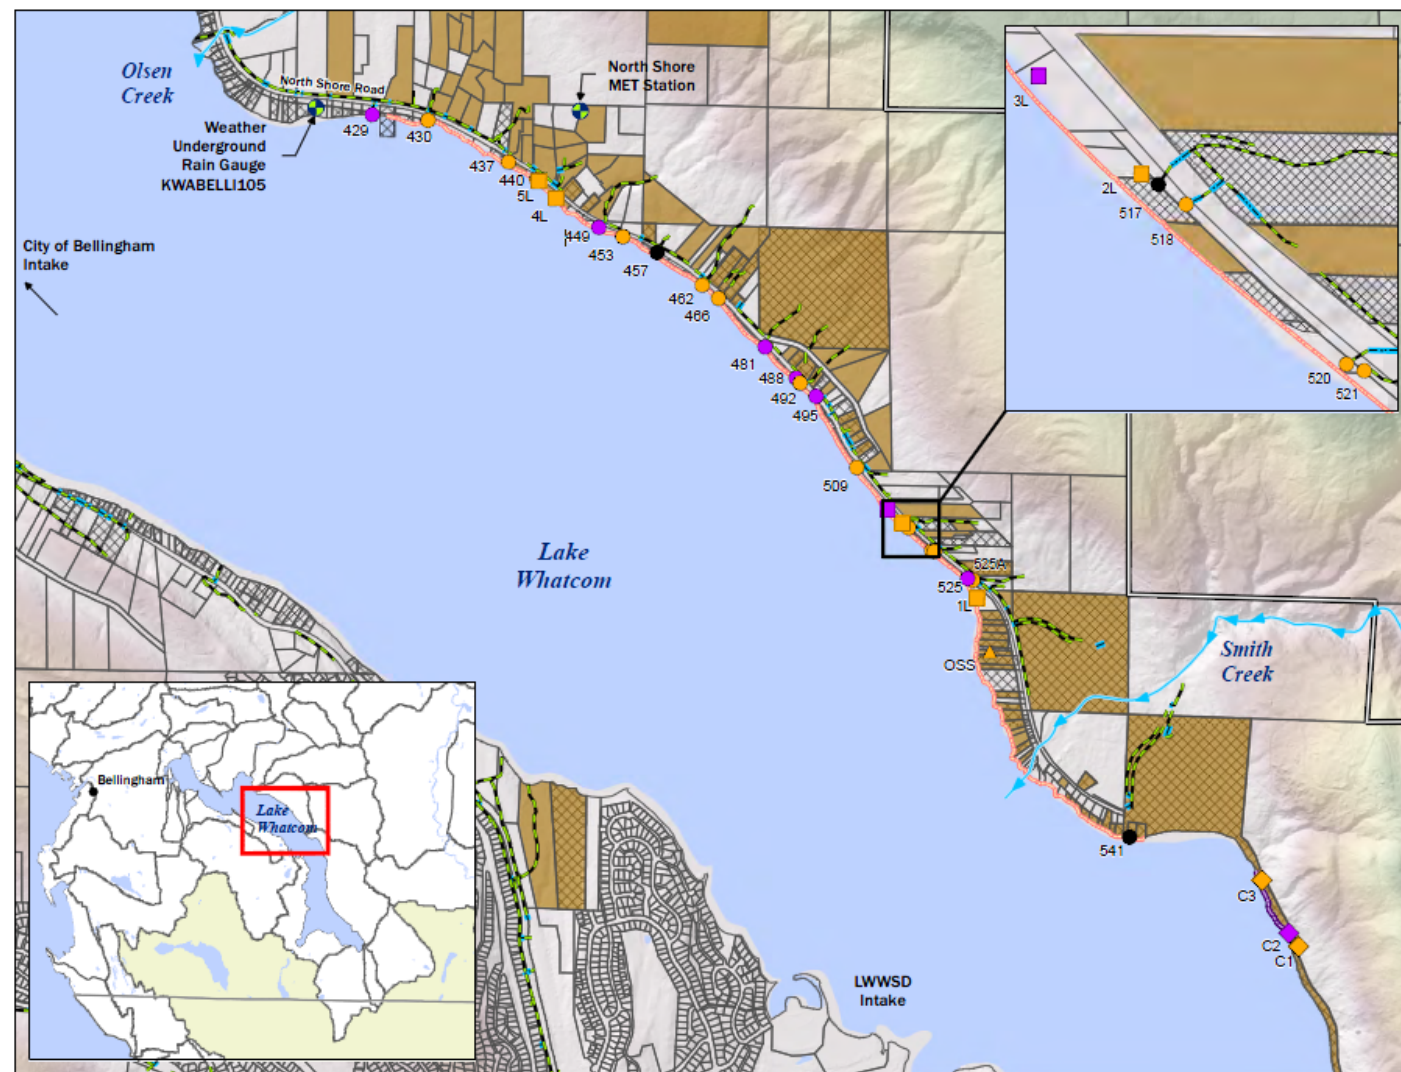 Olsen
Creek
North Shore Road
North Shore
MET Station
Weather
Underground
Rain Gauge
KWABELLI105
429
430
437
440
5L
4L
449
453
457
462
466
City of Bellingham
Intake
3L
2L
517
518
520
521
481
488
492
495
509
Lake
Whatcom
525A
525
1L
OSS
Smith
Creek
Bellingham
Lake
Whatcom
541
C3
C2
C1
LWWSD
Intake